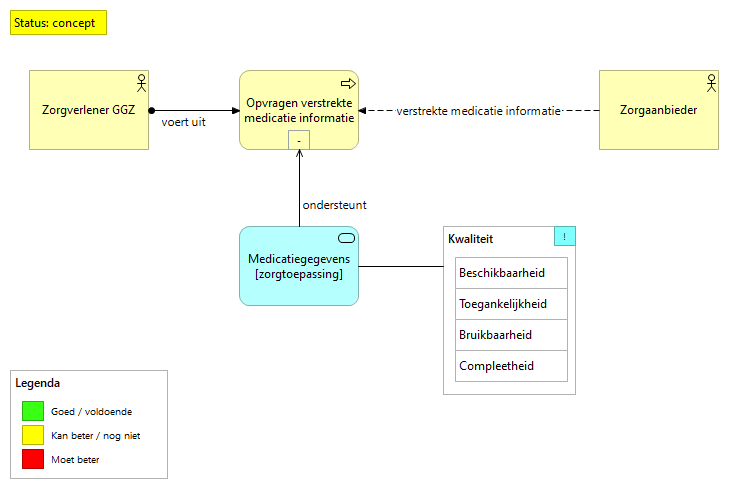 Status: concept
Zorgverlener GGZ
voert uit
Opvragen verstrekte
medicatie informatie
-
verstrekte medicatie informatie
Zorgaanbieder
ondersteunt
Medicatiegegevens
[zorgtoepassing]
Kwaliteit
!
Beschikbaarheid
Toegankelijkheid
Bruikbaarheid
Compleetheid
Legenda
Goed / voldoende
Kan beter / nog niet
Moet beter